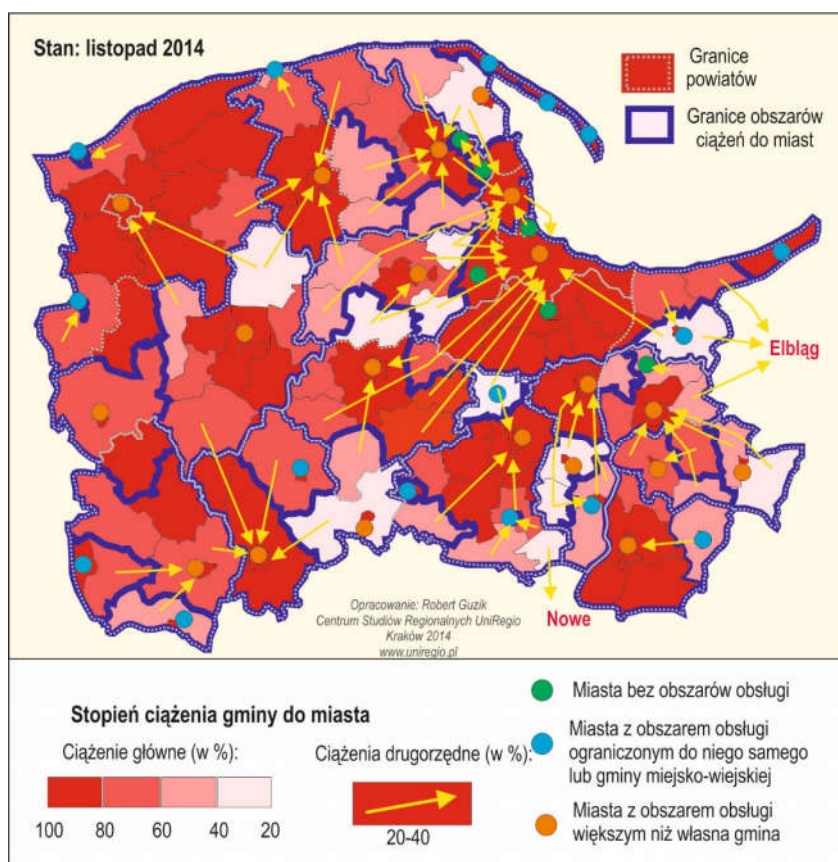 Stan: listopad 2014
Granice
powiatów
Granice obszarów
ciążeń do miast
Elbląg
Nowe
Opracowanie: Robert Guzik
Centrum Studiów Regionalnych UniRegio
Kraków 2014
www.uniregio.pl
Stopień ciążenia gminy do miasta
Ciążenie główne (w %):
100 80 60 40 20
Ciążenia drugorzędne (w %):
20-40
Miasta bez obszarów obsługi
Miasta z obszarem obsługi
ograniczonym do niego samego
lub gminy miejsko-wiejskiej
Miasta z obszarem obsługi
większym niż własna gmina